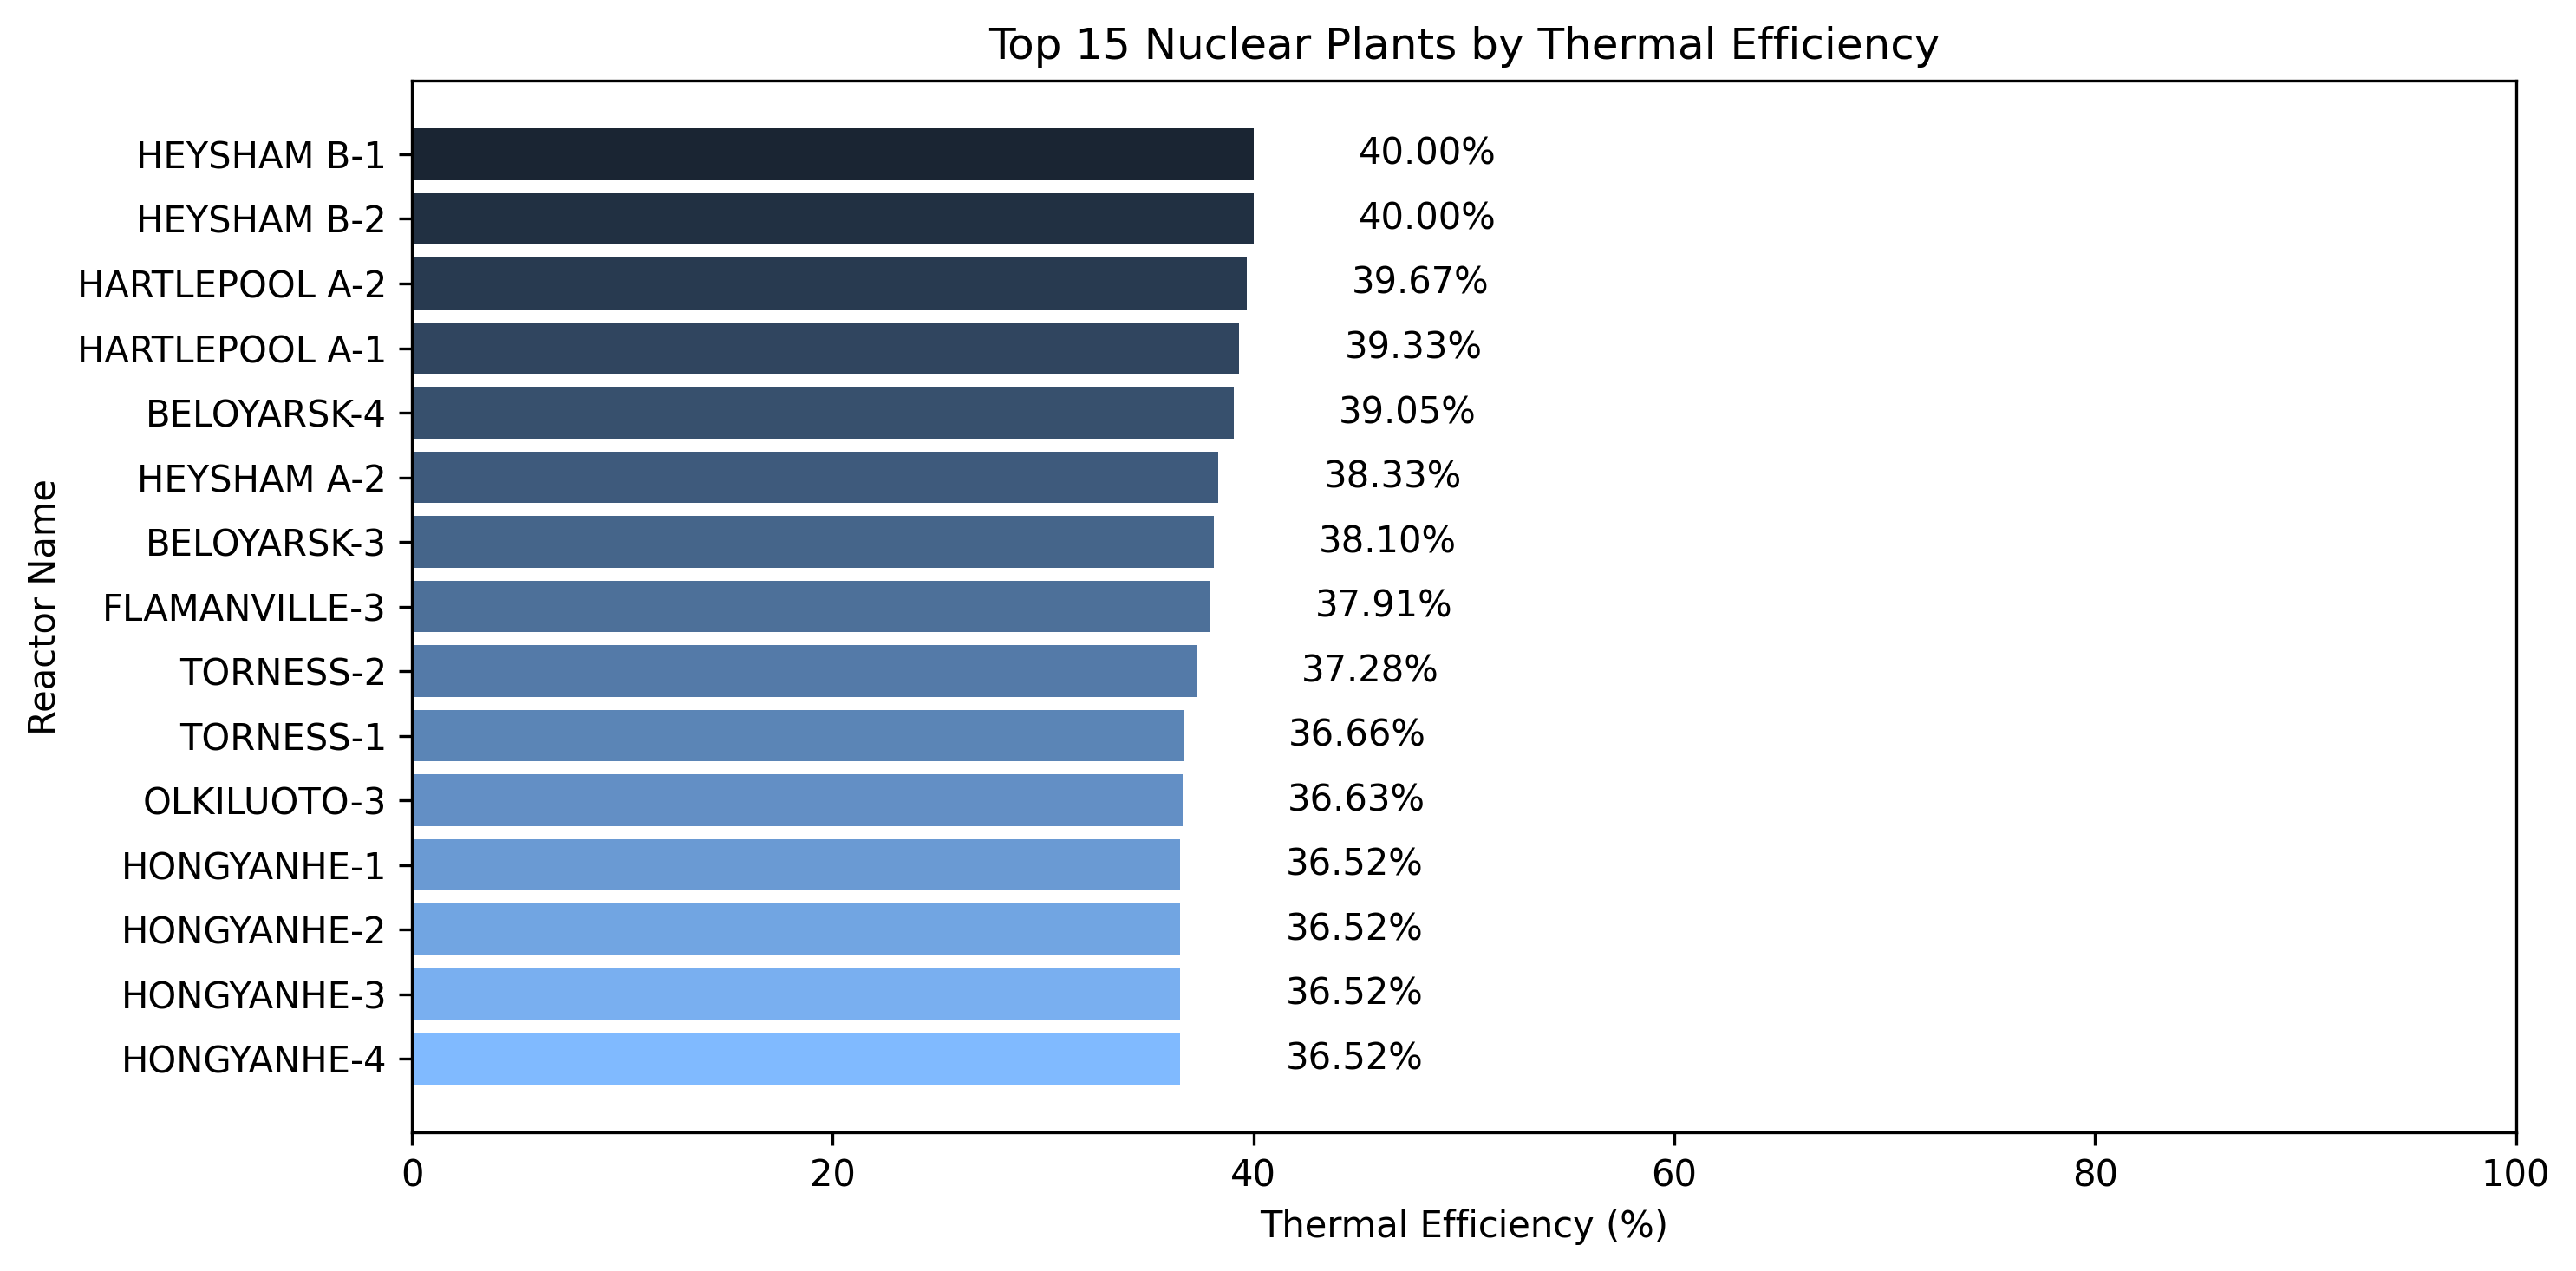 Top 15 Nuclear Plants by Thermal Efficiency
Reactor Name
HEYSHAM B-1 40.00%
HEYSHAM B-2 40.00%
HARTLEPOOL A-2 39.67%
HARTLEPOOL A-1 39.33%
BELOYARSK-4 39.05%
HEYSHAM A-2 38.33%
BELOYARSK-3 38.10%
FLAMANVILLE-3 37.91%
TORNESS-2 37.28%
TORNESS-1 36.66%
OLKILUOTO-3 36.63%
HONGYANHE-1 36.52%
HONGYANHE-2 36.52%
HONGYANHE-3 36.52%
HONGYANHE-4 36.52%
0 20 40 60 80 100
Thermal Efficiency (%)